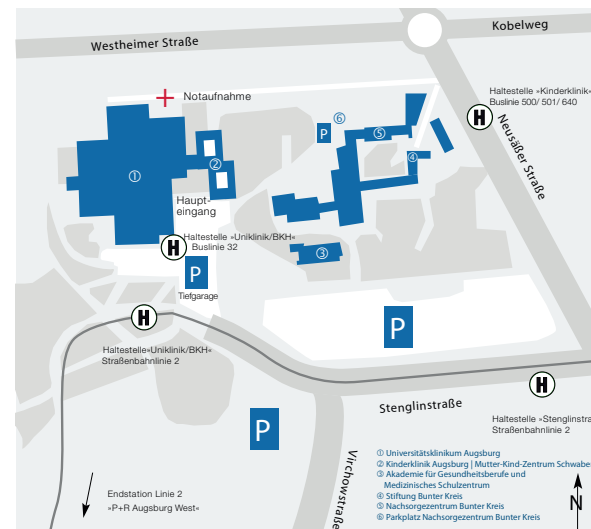 Kobelweg
Westheimer Straße
Notaufnahme
Haltestelle »Kinderklinik«
Buslinie 500/ 501/ 640
H
Neusäßer Straße
⑥
P
⑤
④
①
②
Haupt-
eingang
Haltestelle »Uniklinik/BKH«
Buslinie 32
H
③
P
Tiefgarage
P
H
Haltestelle»Uniklinik/BKH«
Straßenbahnlinie 2
H
Stenglinstraße
Haltestelle »Stenglinstra
Straßenbahnlinie 2
P
Virchowstraße
① Universitätsklinikum Augsburg
② Kinderklinik Augsburg | Mutter-Kind-Zentrum Schwaben
③ Akademie für Gesundheitsberufe und
Medizinisches Schulzentrum
④ Stiftung Bunter Kreis
⑤ Nachsorgezentrum Bunter Kreis
⑥ Parkplatz Nachsorgezentrum Bunter Kreis
N
Endstation Linie 2
»P+R Augsburg West«